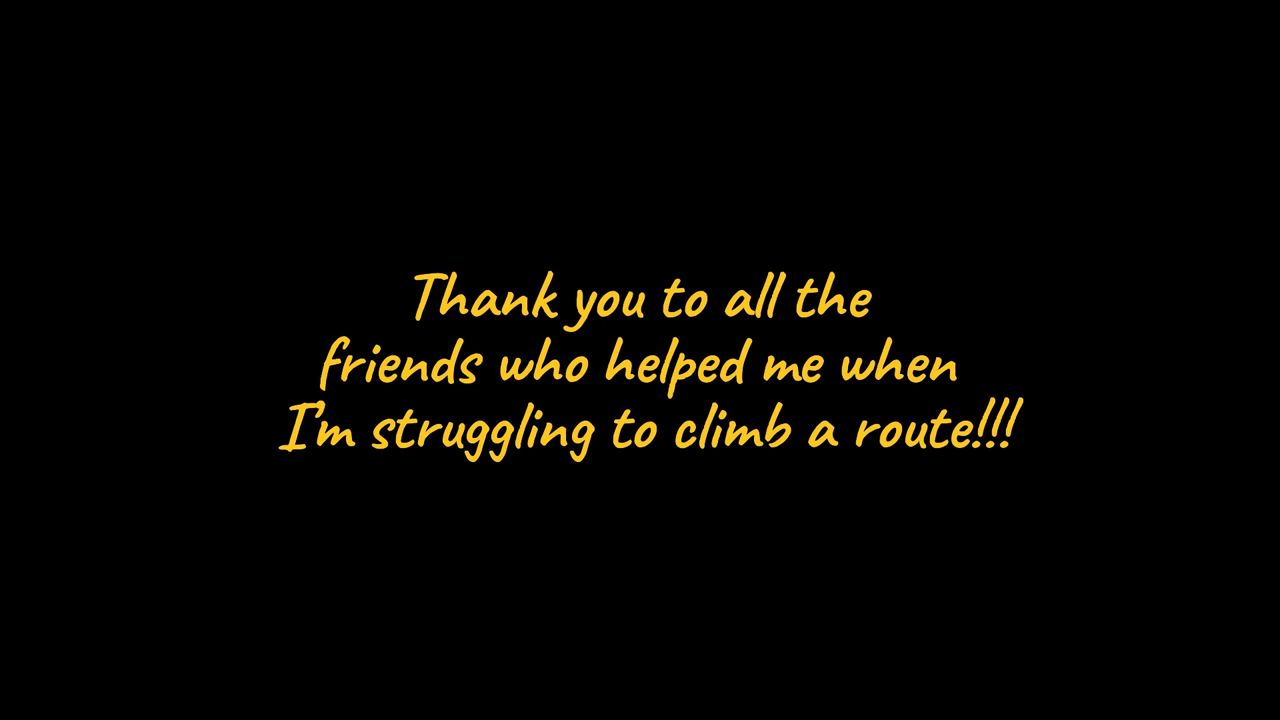 Thank you to all the
friends who helped me when
I'm struggling to climb a route!!!